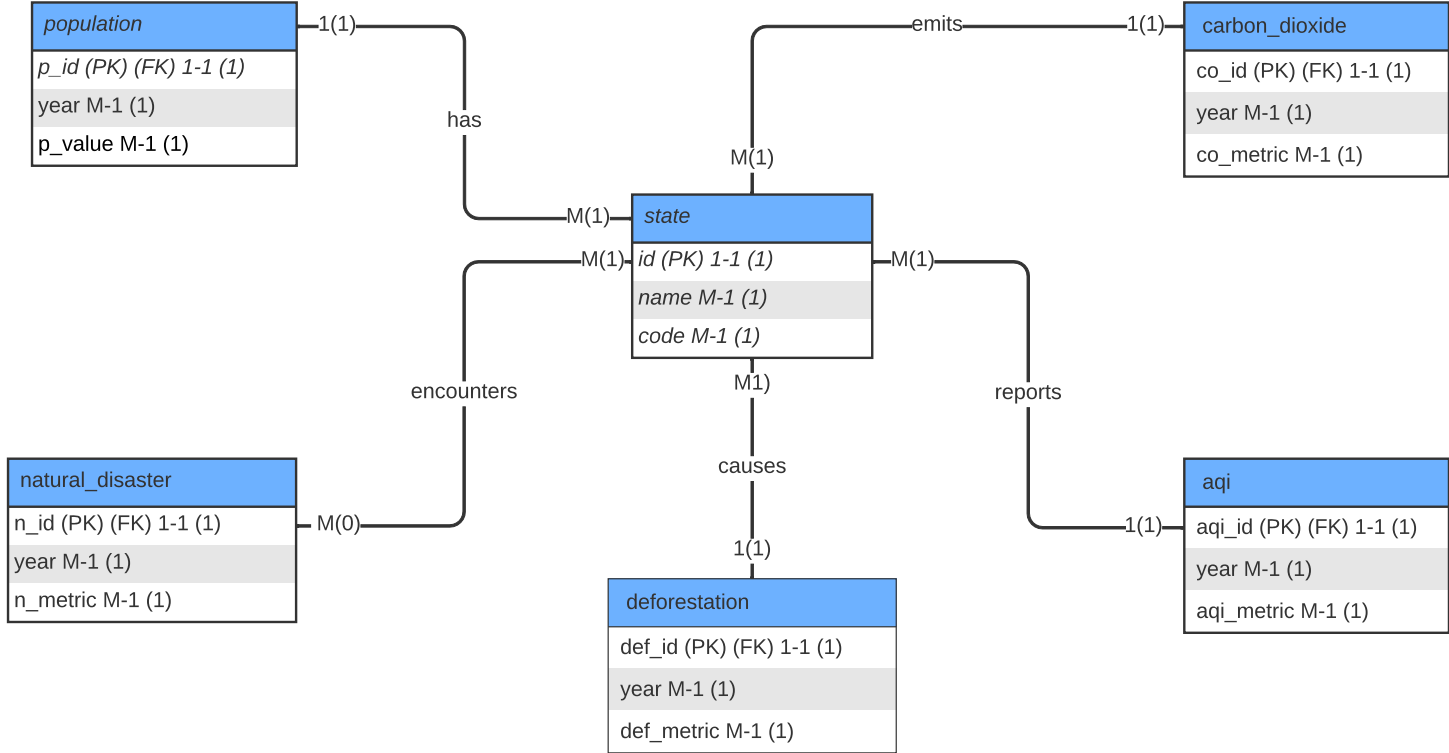 population
p_id (PK) (FK) 1-1 (1)
year M-1 (1)
p_value M-1 (1)
1(1)
has
M(1)
emits
1(1)
M(1)
carbon_dioxide
co_id (PK) (FK) 1-1 (1)
year M-1 (1)
co_metric M-1 (1)
state
id (PK) 1-1 (1)
name M-1 (1)
code M-1 (1)
M(1)
encounters
M(0)
natural_disaster
n_id (PK) (FK) 1-1 (1)
year M-1 (1)
n_metric M-1 (1)
M1)
causes
1(1)
deforestation
def_id (PK) (FK) 1-1 (1)
year M-1 (1)
def_metric M-1 (1)
M(1)
reports
1(1)
aqi
aqi_id (PK) (FK) 1-1 (1)
year M-1 (1)
aqi_metric M-1 (1)